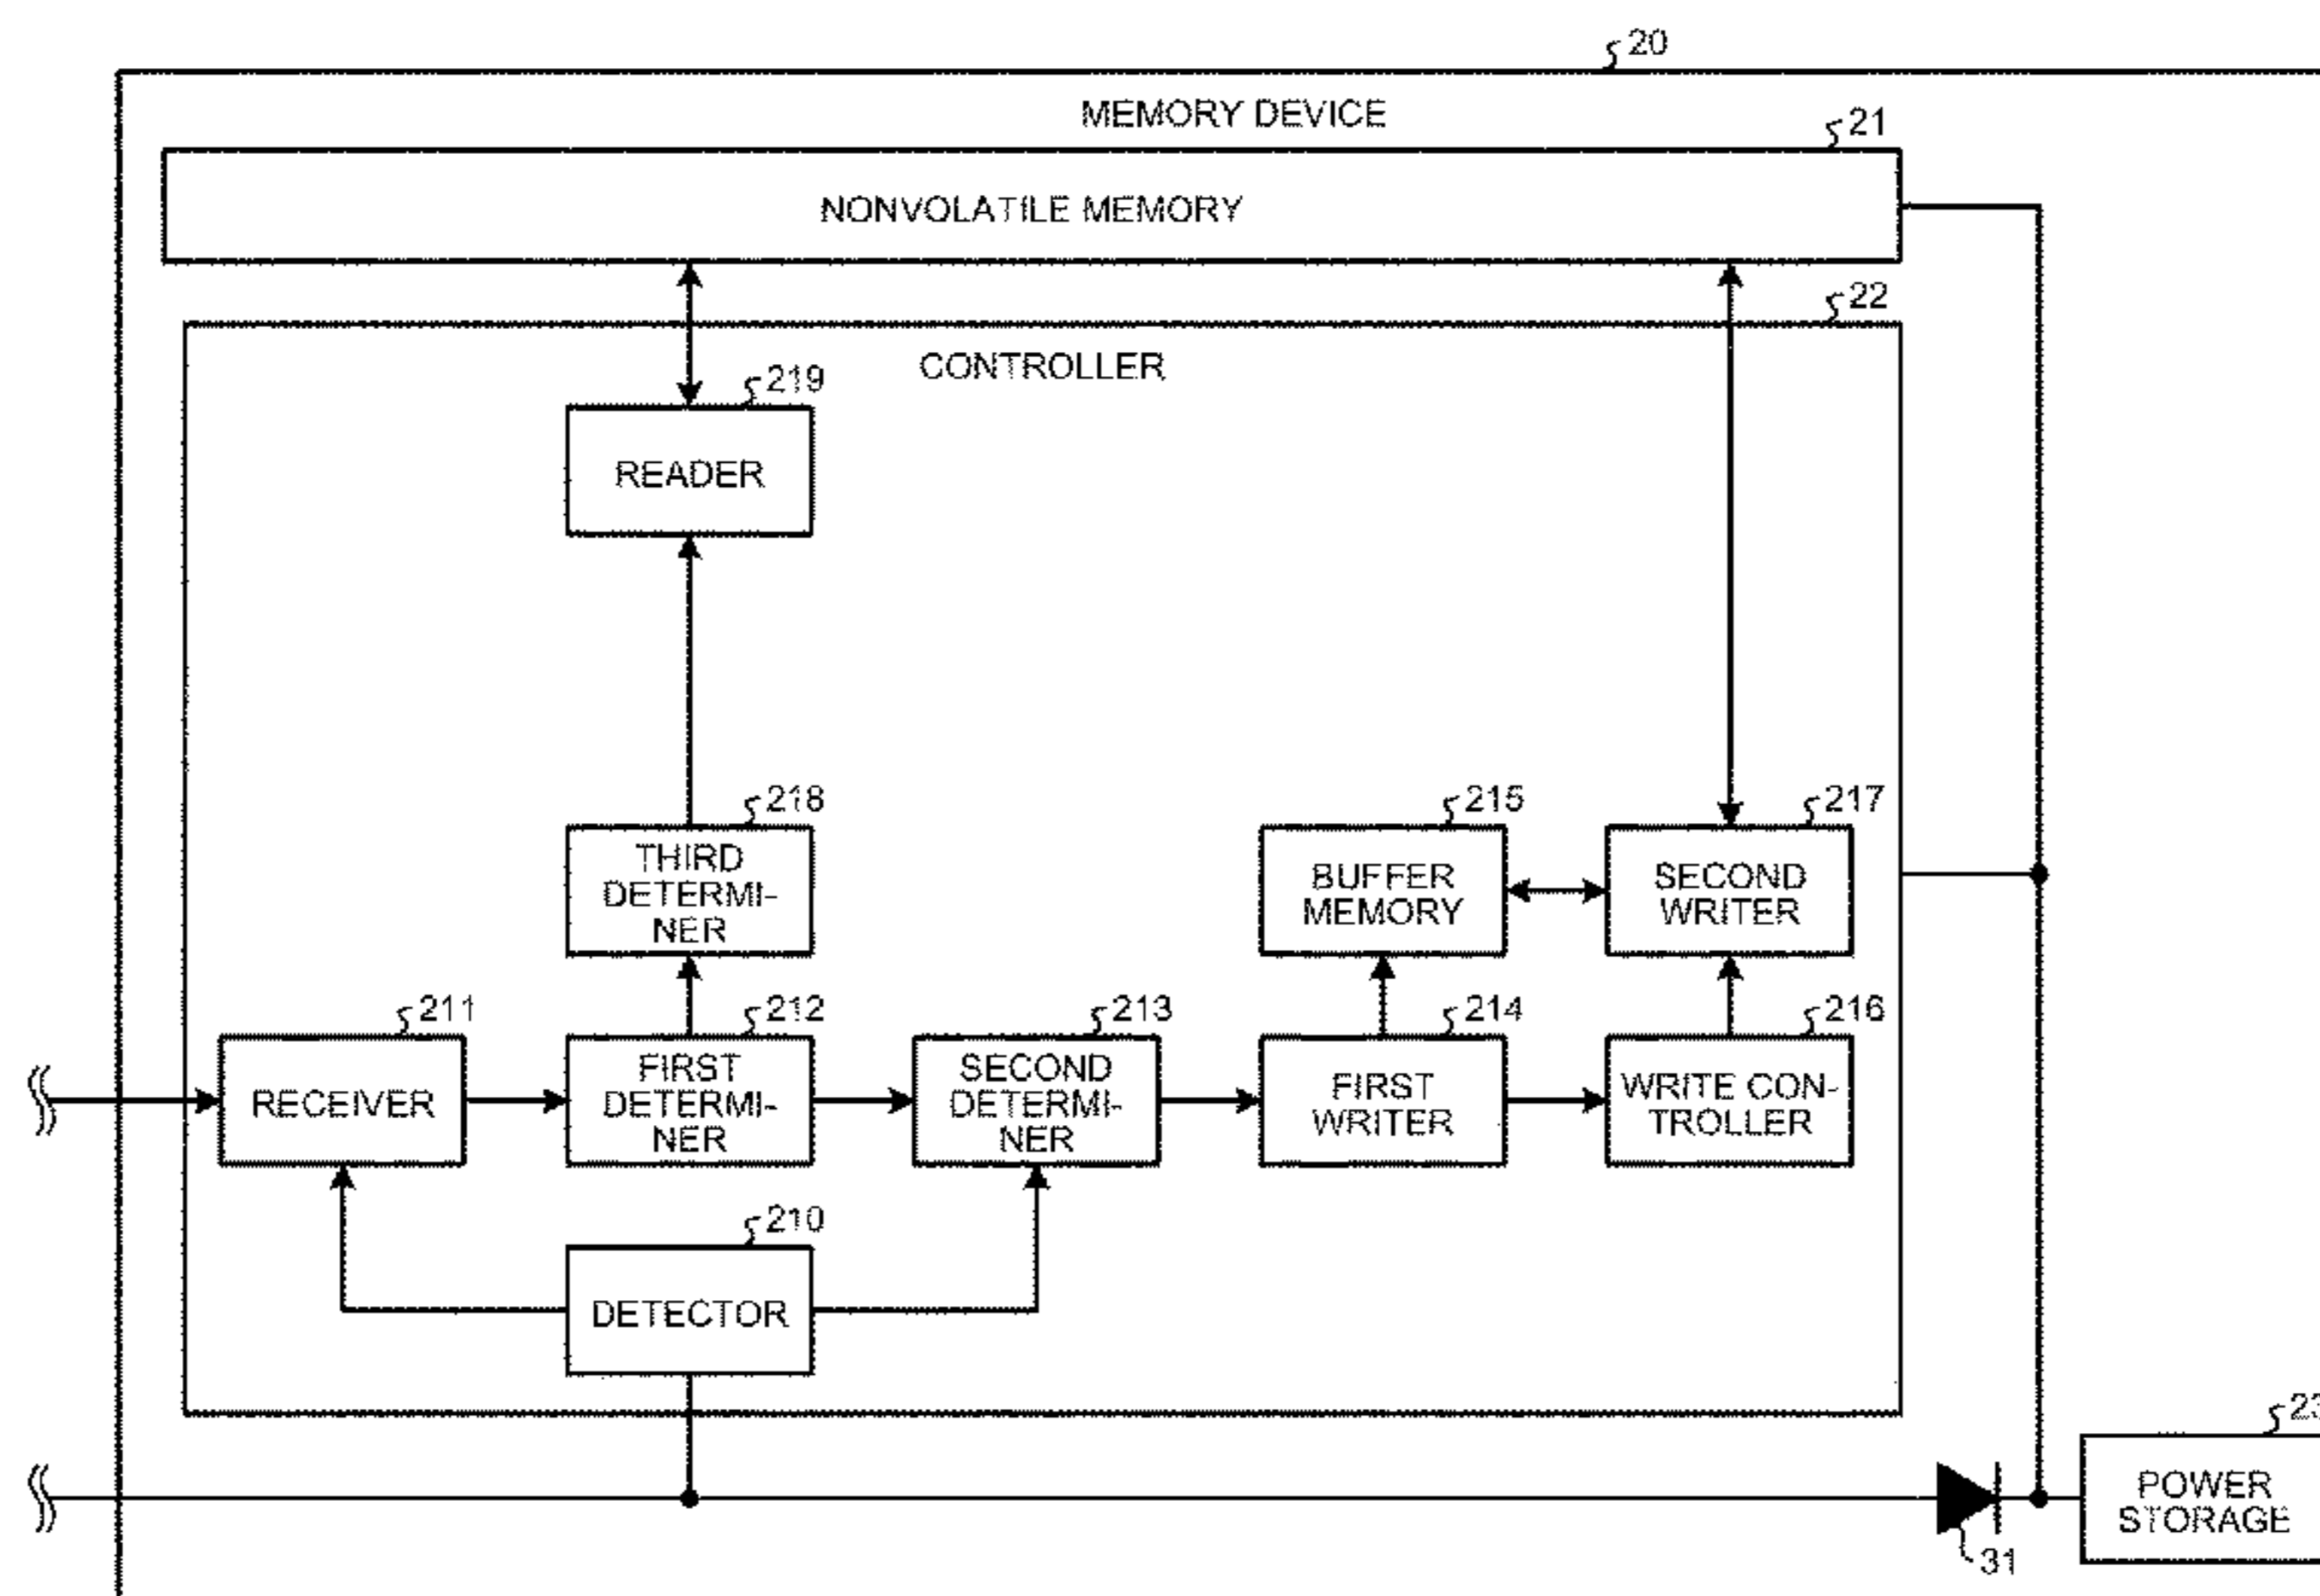 20
MEMORY DEVICE
21
NONVOLATILE MEMORY
22
CONTROLLER
219
READER
218
THIRD
DETERMI-
NER
215
BUFFER
MEMORY
217
SECOND
WRITER
211
RECEIVER
212
FIRST
DETERMI-
NER
213
SECOND
DETERMI-
NER
214
FIRST
WRITER
216
WRITE CON-
TROLLER
210
DETECTOR
23
POWER
STORAGE
31